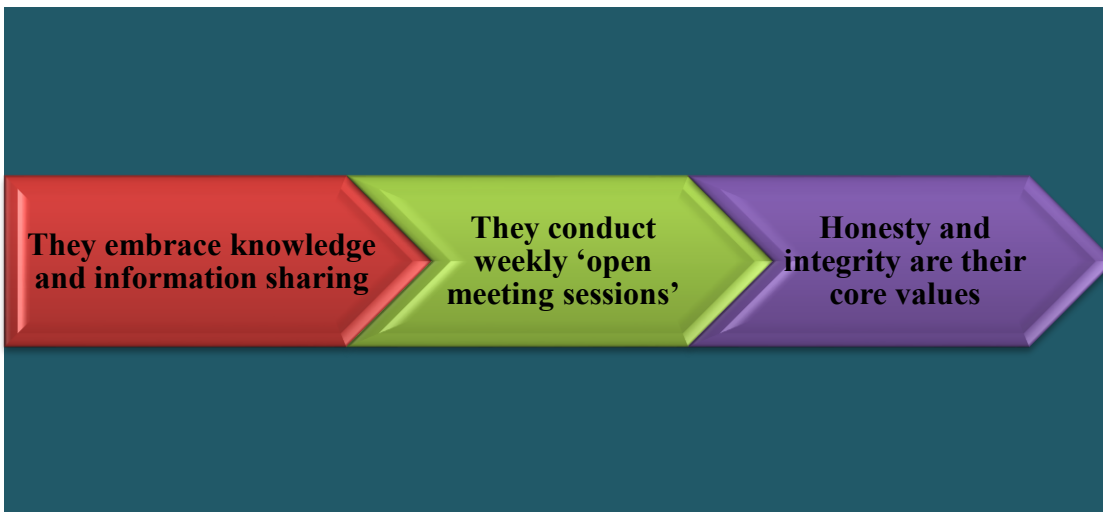 They embrace knowledge
and information sharing
They conduct
weekly ‘open
meeting sessions’
Honesty and
integrity are their
core values